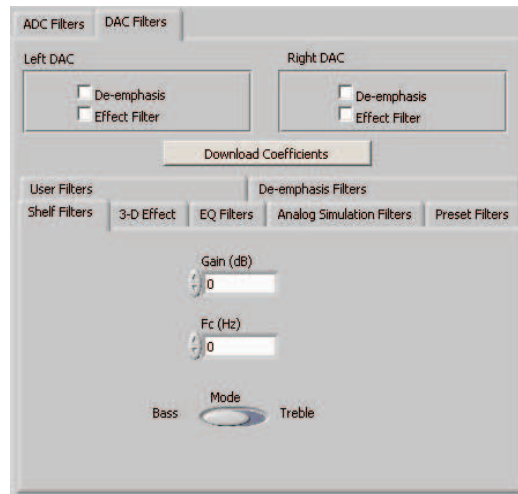 ADC Filters DAC Filters
Left DAC Right DAC
De-emphasis De-emphasis
Effect Filter Effect Filter
Download Coefficients
User Filters De-emphasis Filters
Shelf Filters 3-D Effect EQ Filters Analog Simulation Filters Preset Filters
Gain (dB)
0
Fc (Hz)
0
Mode
Bass Treble